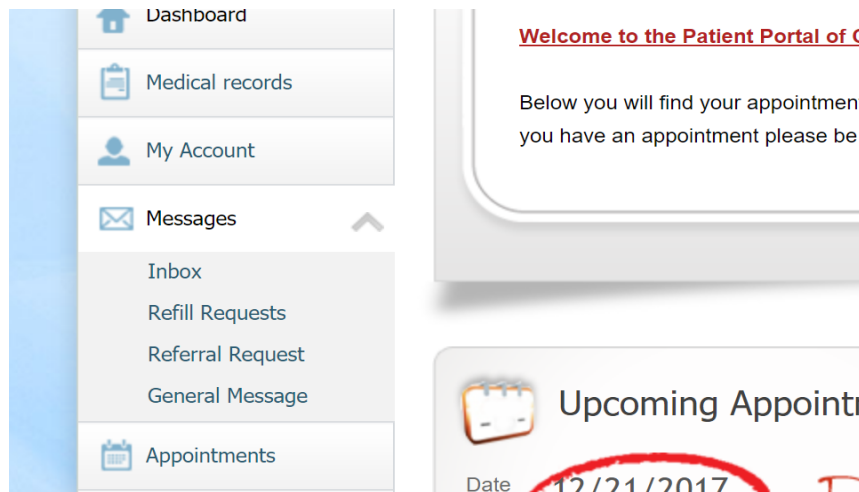 Dashboard
Medical records
My Account
Messages
Inbox
Refill Requests
Referral Request
General Message
Appointments
Welcome to the Patient Portal of
Below you will find your appointmen
you have an appointment please be
Upcoming Appoint
Date 12/21/2017